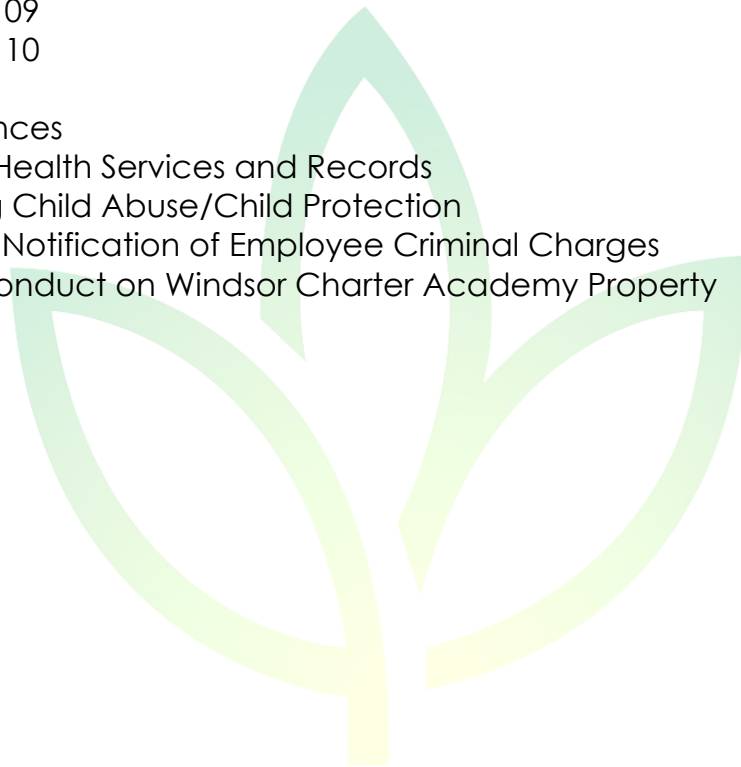 09
10
nces
Health Services and Records
g Child Abuse/Child Protection
Notification of Employee Criminal Charges
onduct on Windsor Charter Academy Property